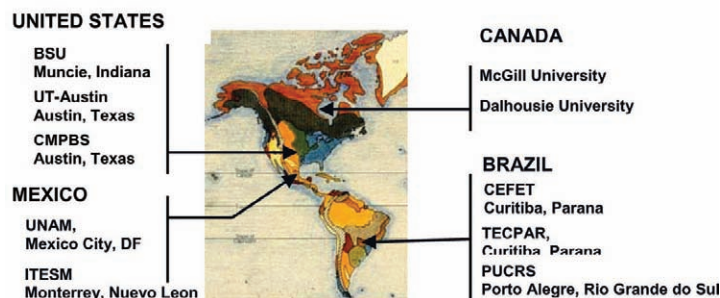 UNITED STATES
BSU
Muncie, Indiana
UT-Austin
Austin, Texas
CMPBS
Austin, Texas
MEXICO
UNAM,
Mexico City, DF
ITESM
Monterrey, Nuevo Leon
CANADA
McGill University
Dalhousie University
BRAZIL
CEFET
Curitiba, Parana
TECPAR,
Curitiba, Parana
PUCRS
Porto Alegre, Rio Grande do Sul